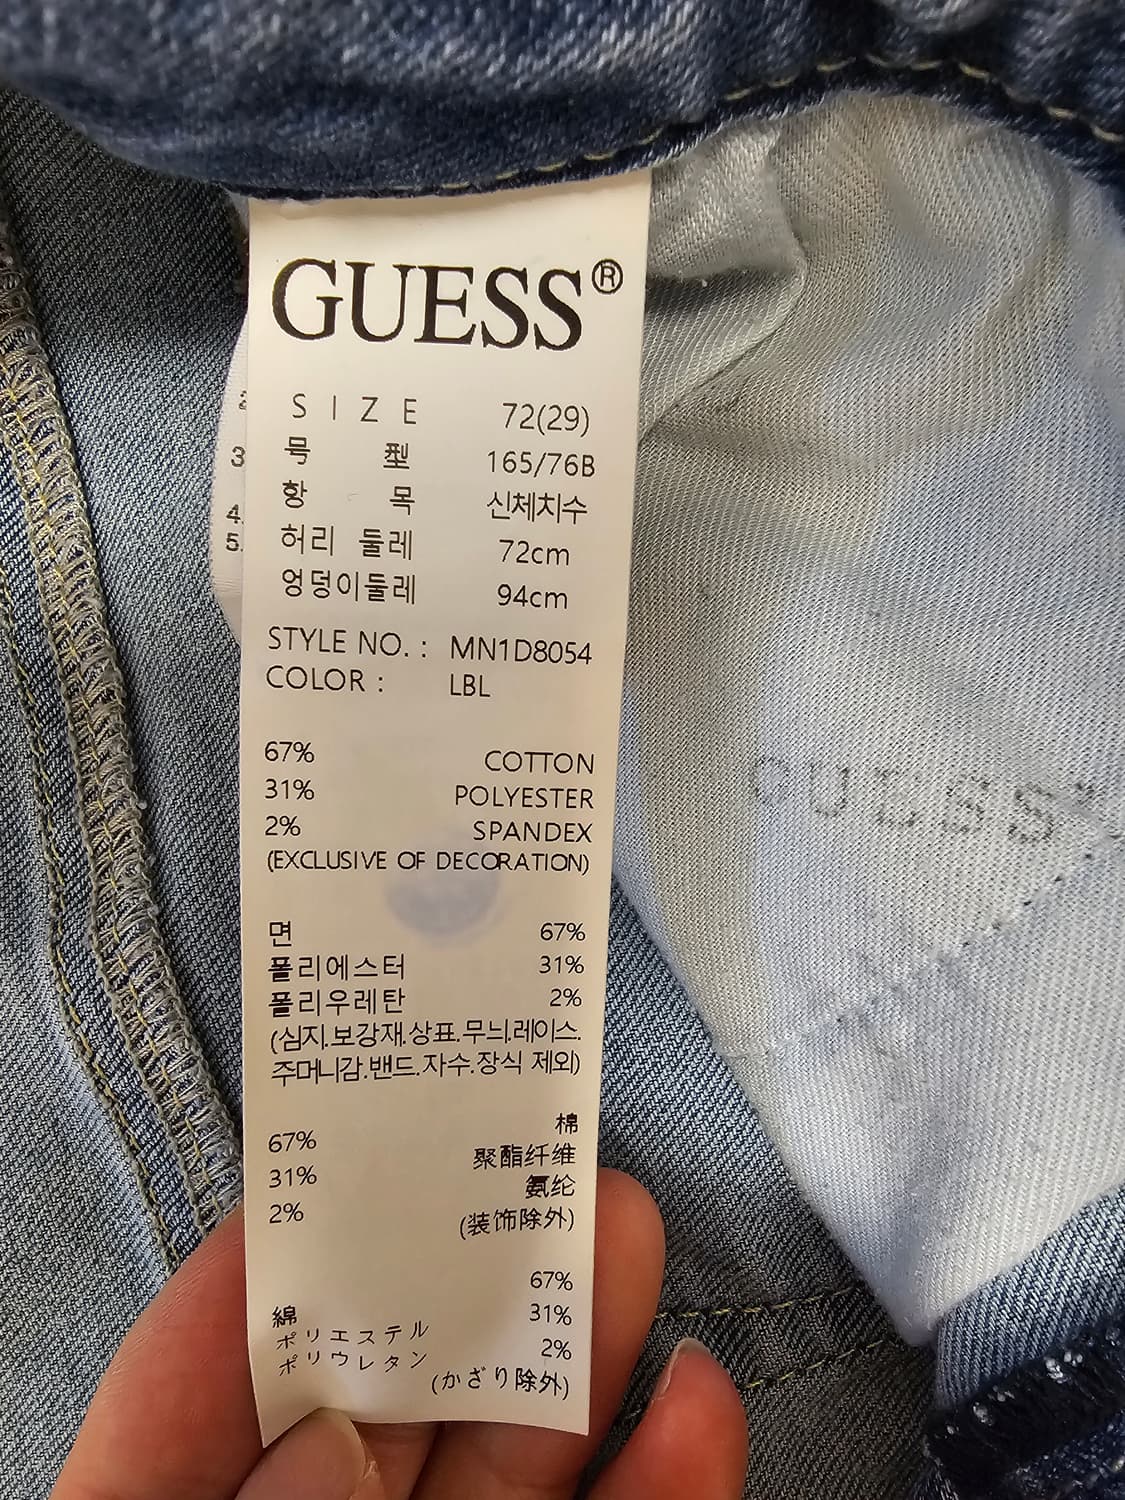 GUESS®
SIZE 72(29)
号型 165/76B
항목 신체치수
허리 둘레 72cm
엉덩이둘레 94cm
STYLE NO. : MN1D8054
COLOR : LBL
67% COTTON
31% POLYESTER
2% SPANDEX
(EXCLUSIVE OF DECORATION)
면 67%
폴리에스터 31%
폴리우레탄 2%
(심지.보강재.상표.무늬.레이스.
주머니감.밴드.자수.장식 제외)
67% 棉
31% 聚酯纤维
2% 氨纶
(装饰除外)
綿 67%
ポリエステル 31%
ポリウレタン 2%
(かざり除外)
3
4.
5.
GUESS